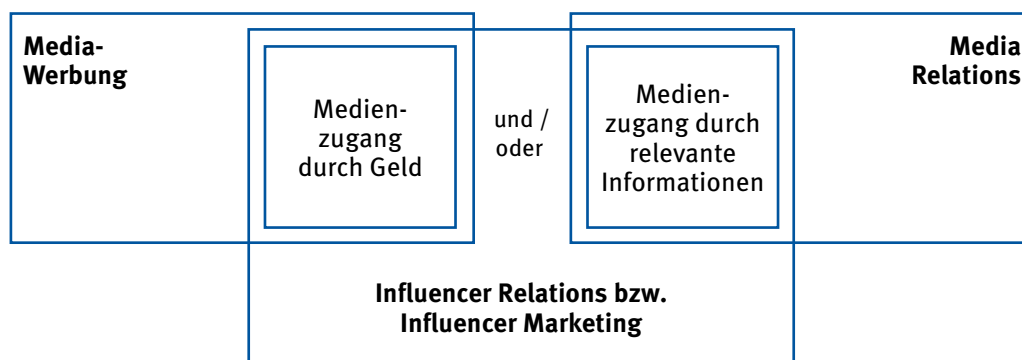 Media-
Werbung
Medien-
zugang
durch Geld
und /
oder
Medien-
zugang durch
relevante
Informationen
Media
Relations
Influencer Relations bzw.
Influencer Marketing